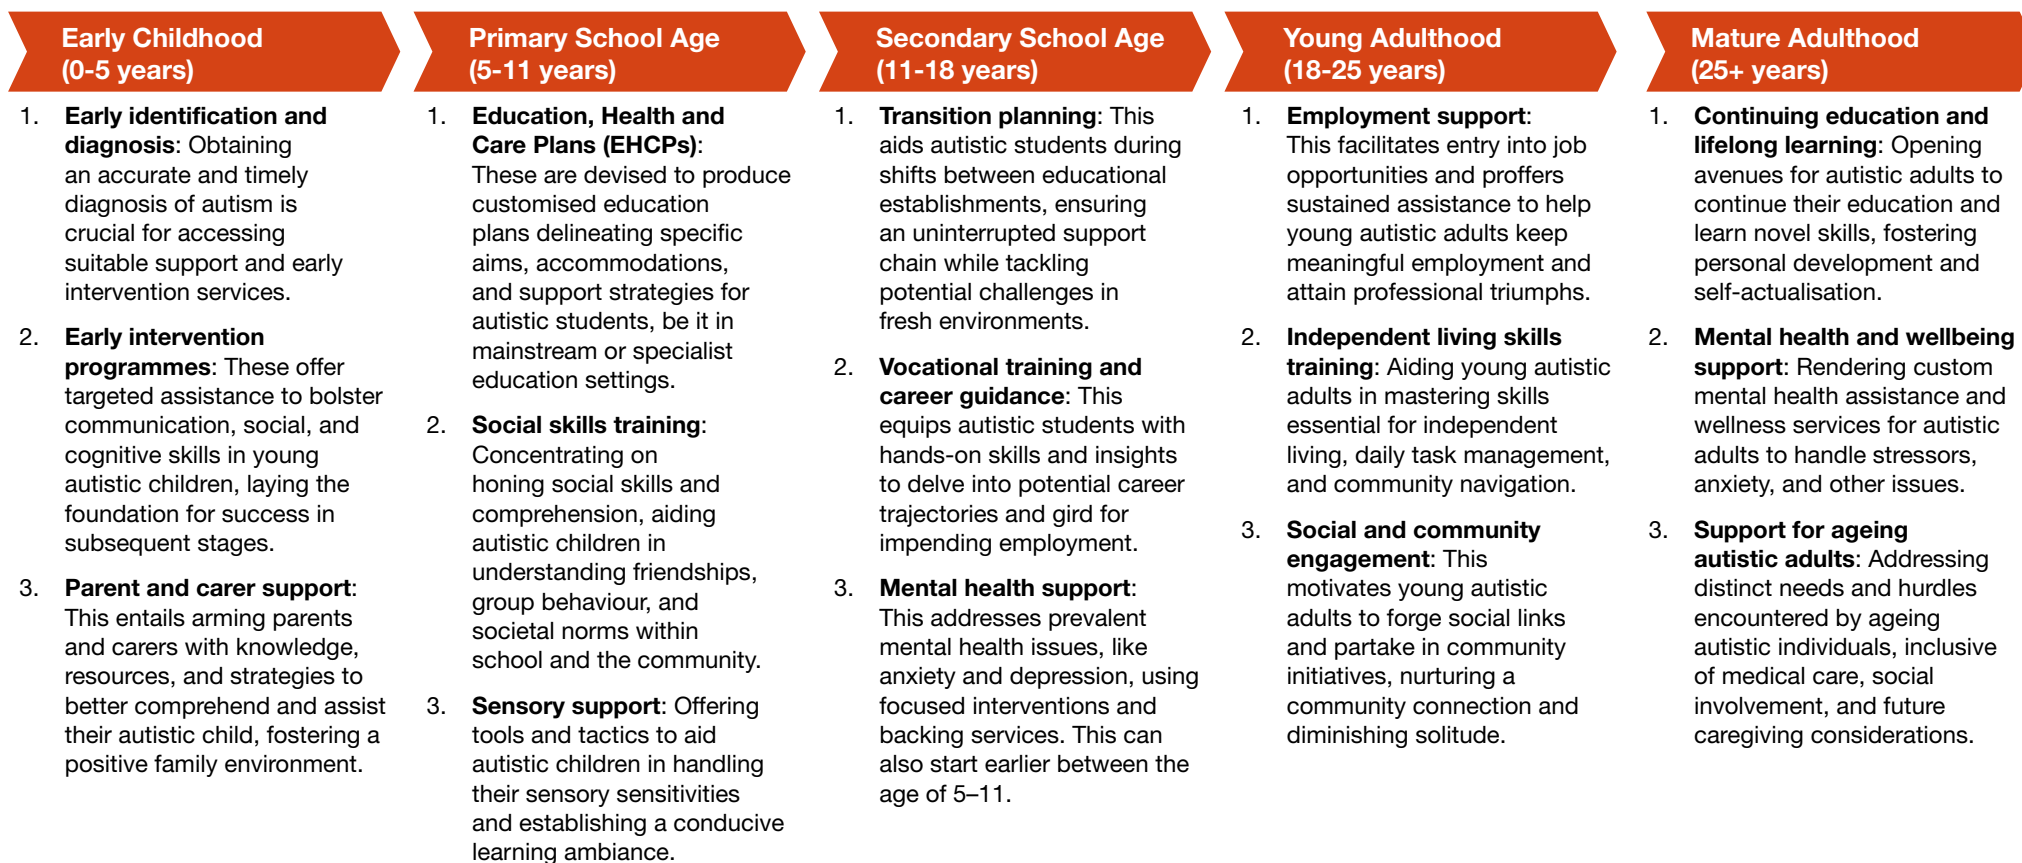 Early Childhood
(0-5 years)
1. Early identification and
diagnosis: Obtaining
an accurate and timely
diagnosis of autism is
crucial for accessing
suitable support and early
intervention services.
2. Early intervention
programmes: These offer
targeted assistance to bolster
communication, social, and
cognitive skills in young
autistic children, laying the
foundation for success in
subsequent stages.
3. Parent and carer support:
This entails arming parents
and carers with knowledge,
resources, and strategies to
better comprehend and assist
their autistic child, fostering a
positive family environment.
Primary School Age
(5-11 years)
1. Education, Health and
Care Plans (EHCPs):
These are devised to produce
customised education
plans delineating specific
aims, accommodations,
and support strategies for
autistic students, be it in
mainstream or specialist
education settings.
2. Social skills training:
Concentrating on
honing social skills and
comprehension, aiding
autistic children in
understanding friendships,
group behaviour, and
societal norms within
school and the community.
3. Sensory support: Offering
tools and tactics to aid
autistic children in handling
their sensory sensitivities
and establishing a conducive
learning ambiance.
Secondary School Age
(11-18 years)
1. Transition planning: This
aids autistic students during
shifts between educational
establishments, ensuring
an uninterrupted support
chain while tackling
potential challenges in
fresh environments.
2. Vocational training and
career guidance: This
equips autistic students with
hands-on skills and insights
to delve into potential career
trajectories and gird for
impending employment.
3. Mental health support:
This addresses prevalent
mental health issues, like
anxiety and depression, using
focused interventions and
backing services. This can
also start earlier between the
age of 5–11.
Young Adulthood
(18-25 years)
1. Employment support:
This facilitates entry into job
opportunities and proffers
sustained assistance to help
young autistic adults keep
meaningful employment and
attain professional triumphs.
2. Independent living skills
training: Aiding young autistic
adults in mastering skills
essential for independent
living, daily task management,
and community navigation.
3. Social and community
engagement: This
motivates young autistic
adults to forge social links
and partake in community
initiatives, nurturing a
community connection and
diminishing solitude.
Mature Adulthood
(25+ years)
1. Continuing education and
lifelong learning: Opening
avenues for autistic adults to
continue their education and
learn novel skills, fostering
personal development and
self-actualisation.
2. Mental health and wellbeing
support: Rendering custom
mental health assistance and
wellness services for autistic
adults to handle stressors,
anxiety, and other issues.
3. Support for ageing
autistic adults: Addressing
distinct needs and hurdles
encountered by ageing
autistic individuals, inclusive
of medical care, social
involvement, and future
caregiving considerations.